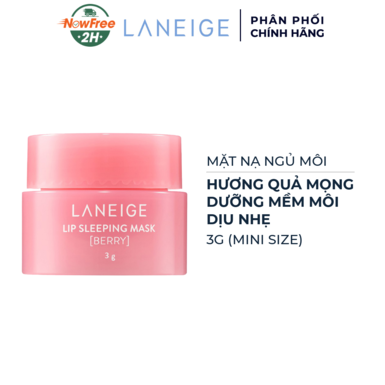 NowFree
2H
LANEIGE
PHÂN PHỐI
CHÍNH HÃNG
MẶT NẠ NGỦ MÔI
HƯƠNG QUẢ MỌNG
DƯỠNG MỀM MÔI
DỊU NHẸ
3G (MINI SIZE)
LANEIGE
LIP SLEEPING MASK
[BERRY]
3 g